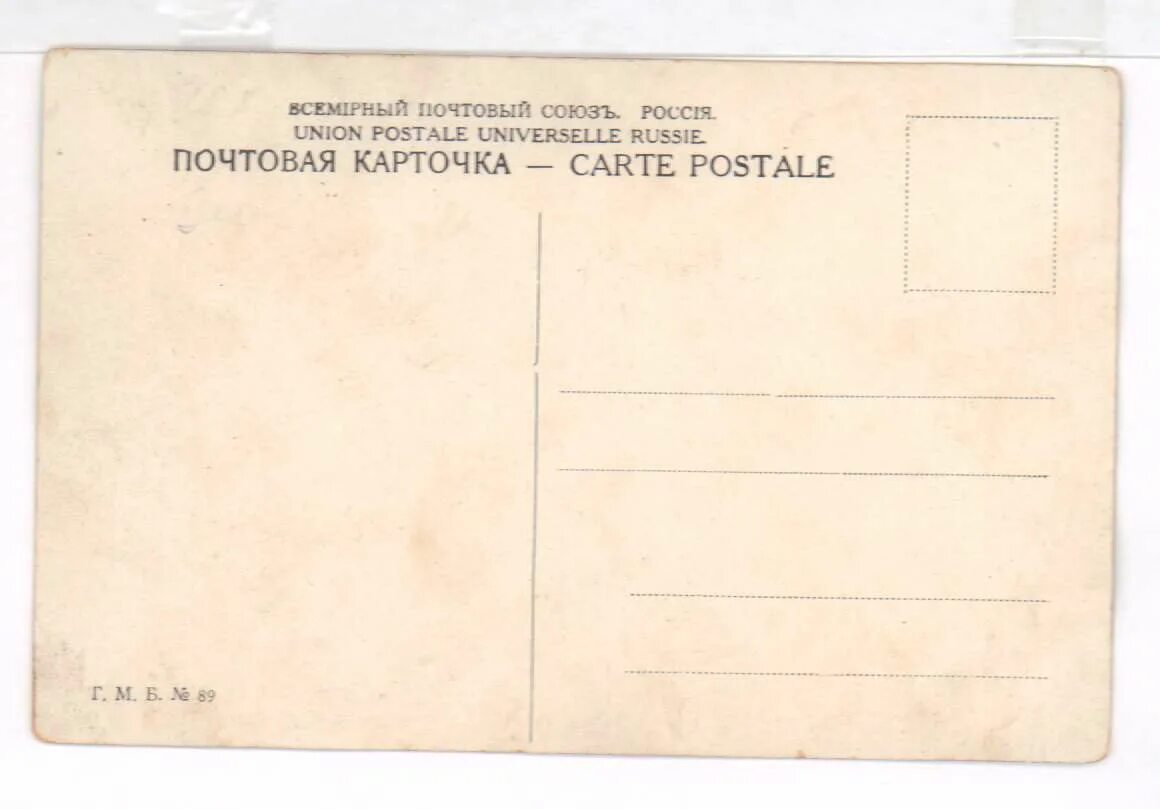 ВСЕМІРНЫЙ ПОЧТОВЫЙ СОЮЗЪ. РОССІЯ.
UNION POSTALE UNIVERSELLE RUSSIE.
ПОЧТОВАЯ КАРТОЧКА — CARTE POSTALE
Г. М. Б. № 89